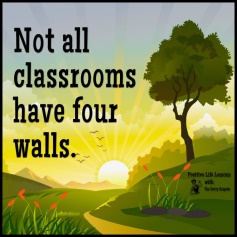 Not all
classrooms
have four
walls.
Positive Life Lessons
with